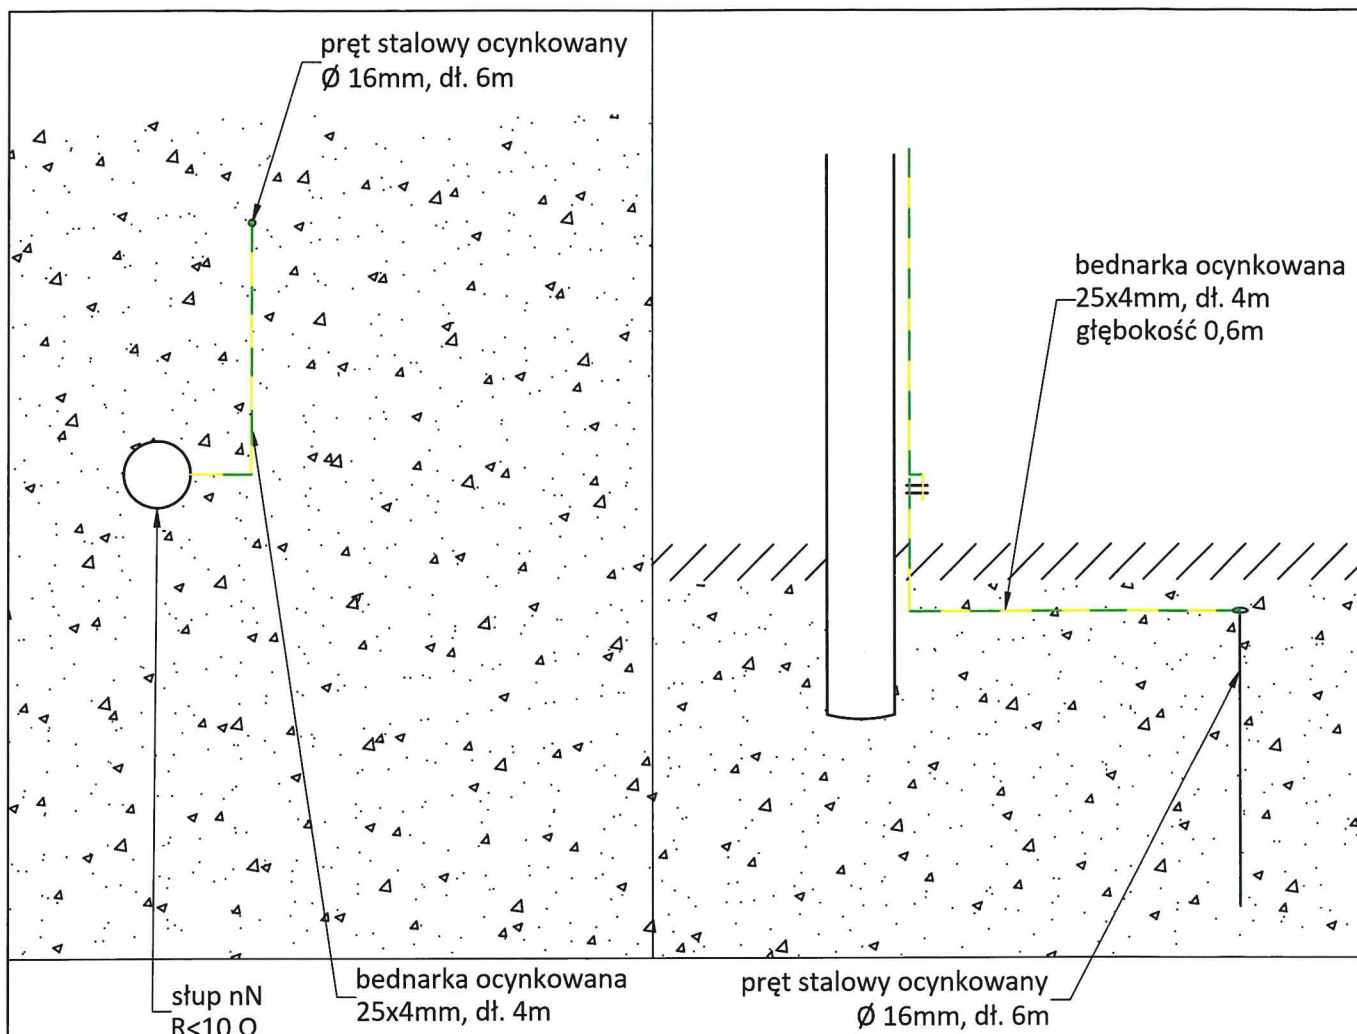 pręt stalowy ocynkowany
Ø 16mm, dł. 6m
bednarka ocynkowana
25x4mm, dł. 4m
głębokość 0,6m
słup nN
R<10 Ω
bednarka ocynkowana
25x4mm, dł. 4m
pręt stalowy ocynkowany
Ø 16mm, dł. 6m